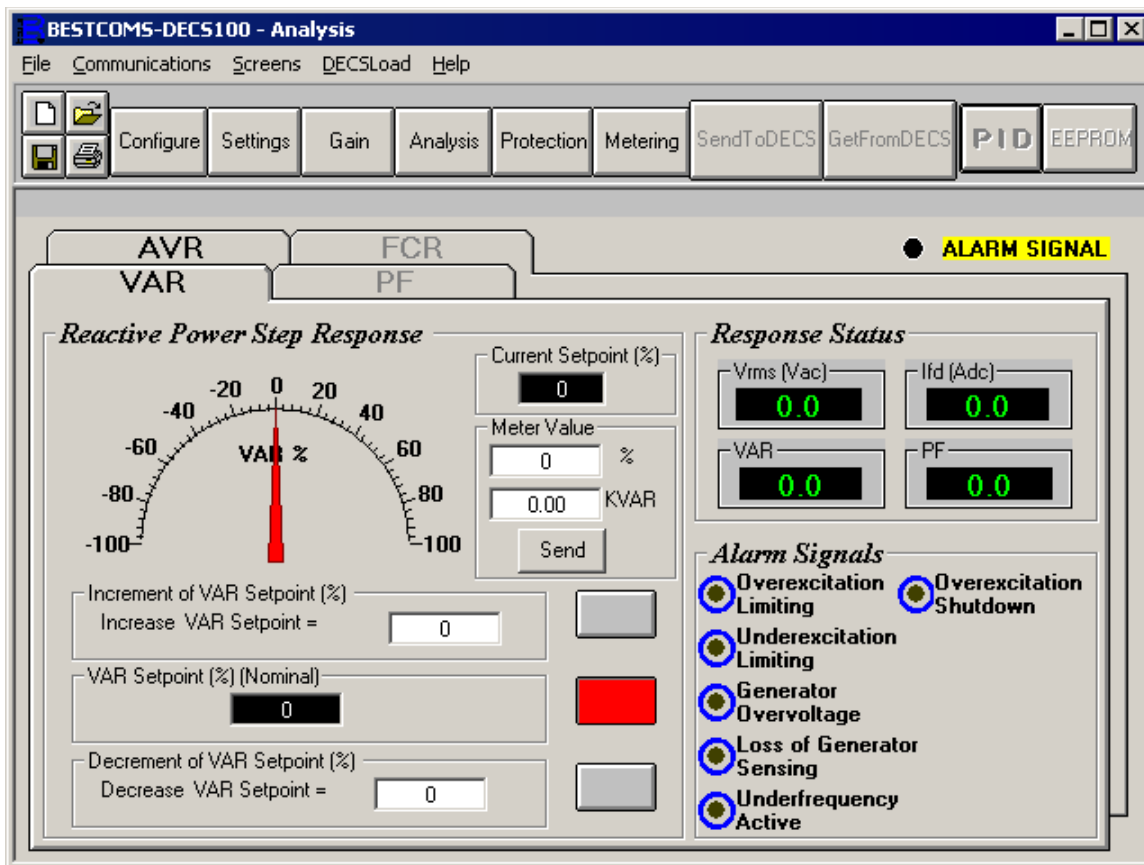 BESTCOMS-DECS100 - Analysis
File Communications Screens DECSLoad Help
Configure Settings Gain Analysis Protection Metering SendToDECS GetFromDECS PID EEPROM
AVR FCR
ALARM SIGNAL
VAR PF
Reactive Power Step Response
-100 -80 -60 -40 -20 0 20 40 60 80 100
VAR %
Current Setpoint (%)
0
Meter Value
0 %
0.00 KVAR
Send
Increment of VAR Setpoint (%)
Increase VAR Setpoint = 0
VAR Setpoint (%) (Nominal)
0
Decrement of VAR Setpoint (%)
Decrease VAR Setpoint = 0
Response Status
Vrms (Vac) Ifd (Adc)
0.0 0.0
VAR PF
0.0 0.0
Alarm Signals
Overexcitation
Limiting
Overexcitation
Shutdown
Underexcitation
Limiting
Generator
Overvoltage
Loss of Generator
Sensing
Underfrequency
Active